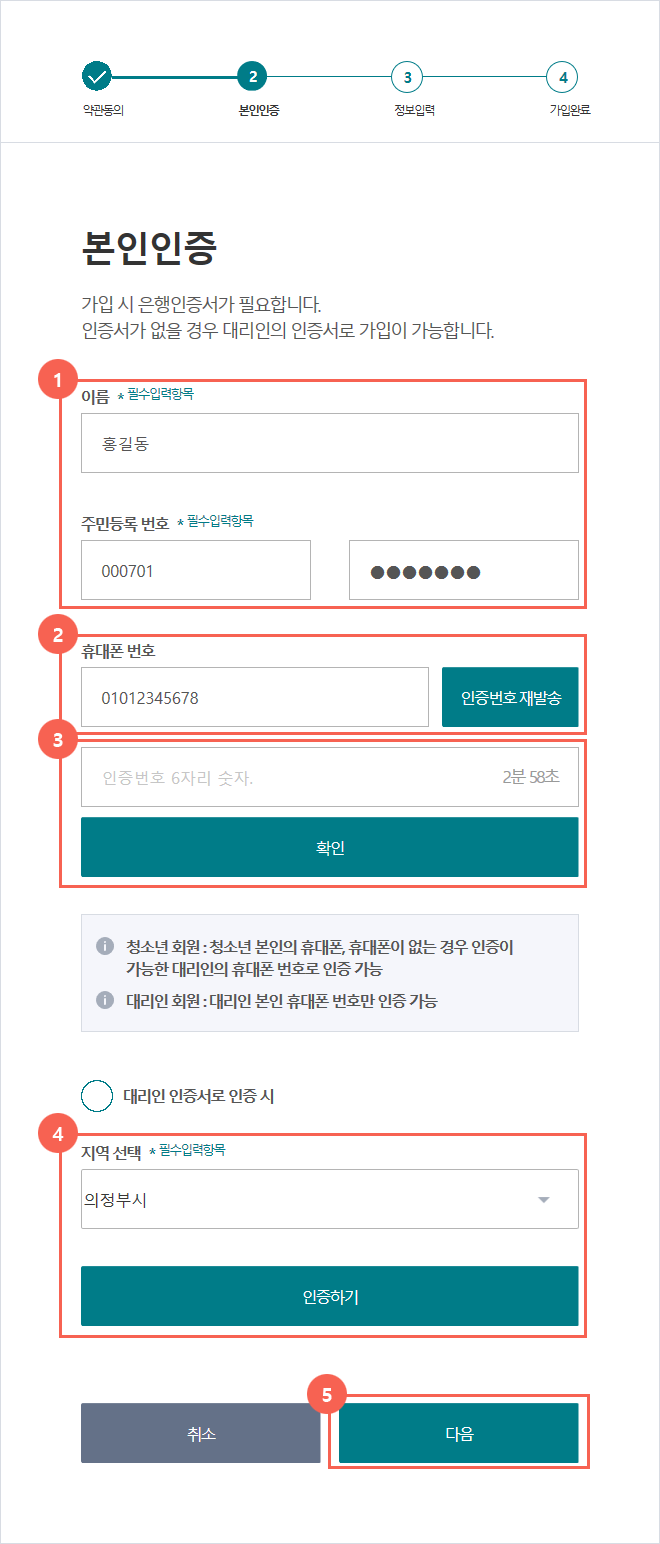 2
3
4
약관동의
본인인증
정보입력
가입완료
본인인증
가입 시 은행인증서가 필요합니다.
인증서가 없을 경우 대리인의 인증서로 가입이 가능합니다.
1
이름 * 필수입력항목
홍길동
주민등록 번호 * 필수입력항목
000701
●●●●●●●
2
휴대폰 번호
01012345678
인증번호 재발송
3
인증번호 6자리 숫자.
2분 58초
확인
청소년 회원 : 청소년 본인의 휴대폰, 휴대폰이 없는 경우 인증이
가능한 대리인의 휴대폰 번호로 인증 가능
대리인 회원 : 대리인 본인 휴대폰 번호만 인증 가능
대리인 인증서로 인증 시
4
지역 선택 * 필수입력항목
의정부시
인증하기
5
취소
다음